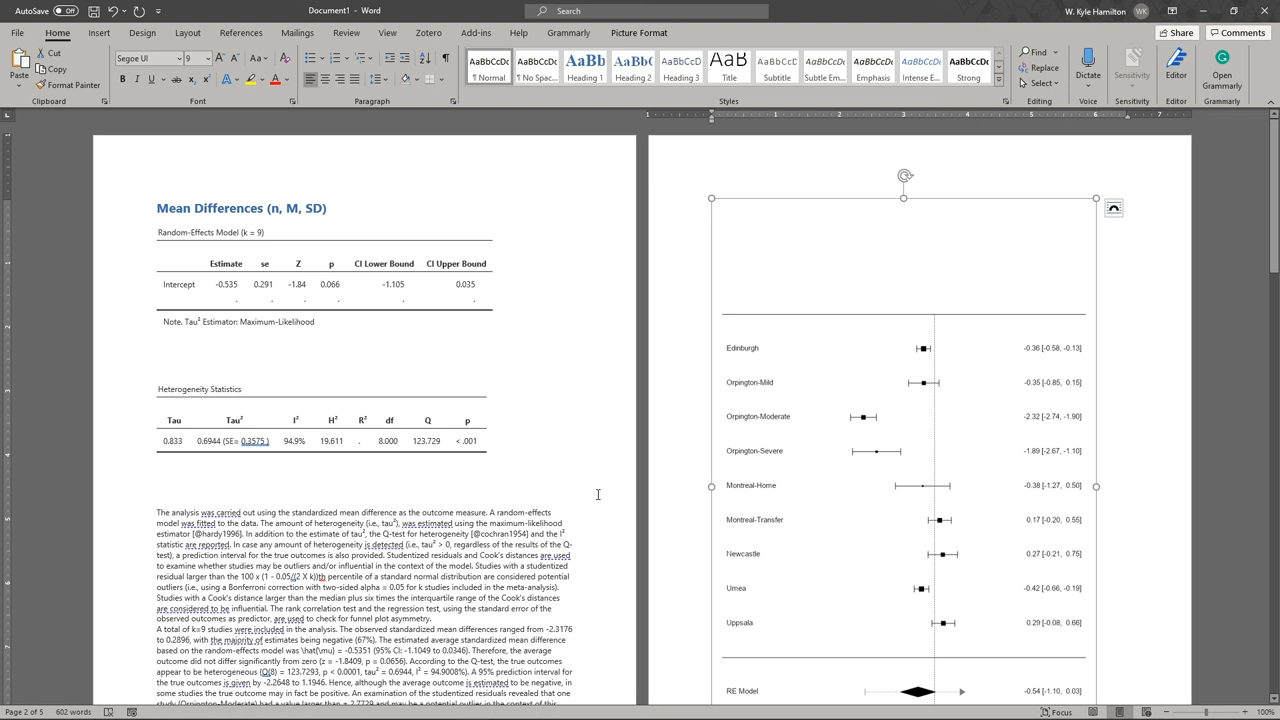 AutoSave Off
Document1 - Word
Search
W. Kyle Hamilton
WK
File
Home
Insert
Design
Layout
References
Mailings
Review
View
Zotero
Add-ins
Help
Grammarly
Picture Format
Share
Comments
Paste
Cut
Copy
Format Painter
Clipboard
Segoe UI
9
Font
Paragraph
AaBbCcDc
¶ Normal
AaBbCcDc
¶ No Spac...
AaBb
Heading 1
AaBbC
Heading 2
AaBbC
Heading 3
AaB
Title
AaBbCcD
Subtitle
AaBbCcD
Subtle Em...
AaBbCcDc
Emphasis
AaBbCcDc
Intense E...
AaBbCcDc
Strong
Styles
Find
Replace
Select
Editing
Dictate
Voice
Sensitivity
Sensitivity
Editor
Editor
Open
Grammarly
Grammarly
Mean Differences (n, M, SD)
Random-Effects Model (k = 9)
Estimate se Z p CI Lower Bound CI Upper Bound
Intercept -0.535 0.291 -1.84 0.066 -1.105 0.035
. . . . . .
Note. Tau² Estimator: Maximum-Likelihood
Heterogeneity Statistics
Tau Tau² I² H² R² df Q p
0.833 0.6944 (SE= 0.3575 ) 94.9% 19.611 . 8.000 123.729 < .001
The analysis was carried out using the standardized mean difference as the outcome measure. A random-effects
model was fitted to the data. The amount of heterogeneity (i.e., tau²), was estimated using the maximum-likelihood
estimator [@hardy1996]. In addition to the estimate of tau², the Q-test for heterogeneity [@cochran1954] and the I²
statistic are reported. In case any amount of heterogeneity is detected (i.e., tau² > 0, regardless of the results of the Q-
test), a prediction interval for the true outcomes is also provided. Studentized residuals and Cook's distances are used
to examine whether studies may be outliers and/or influential in the context of the model. Studies with a studentized
residual larger than the 100 x (1 - 0.05/(2 X k))th percentile of a standard normal distribution are considered potential
outliers (i.e., using a Bonferroni correction with two-sided alpha = 0.05 for k studies included in the meta-analysis).
Studies with a Cook's distance larger than the median plus six times the interquartile range of the Cook's distances
are considered to be influential. The rank correlation test and the regression test, using the standard error of the
observed outcomes as predictor, are used to check for funnel plot asymmetry.
A total of k=9 studies were included in the analysis. The observed standardized mean differences ranged from -2.3176
to 0.2896, with the majority of estimates being negative (67%). The estimated average standardized mean difference
based on the random-effects model was \hat{\mu} = -0.5351 (95% CI: -1.1049 to 0.0346). Therefore, the average
outcome did not differ significantly from zero (z = -1.8409, p = 0.0656). According to the Q-test, the true outcomes
appear to be heterogeneous (Q(8) = 123.7293, p < 0.0001, tau² = 0.6944, I² = 94.9008%). A 95% prediction interval for
the true outcomes is given by -2.2648 to 1.1946. Hence, although the average outcome is estimated to be negative, in
some studies the true outcome may in fact be positive. An examination of the studentized residuals revealed that one
study (Orpington-Moderate) had a value larger than ± 2.7729 and may be a potential outlier in the context of this
Edinburgh -0.36 [-0.58, -0.13]
Orpington-Mild -0.35 [-0.85, 0.15]
Orpington-Moderate -2.32 [-2.74, -1.90]
Orpington-Severe -1.89 [-2.67, -1.10]
Montreal-Home -0.38 [-1.27, 0.50]
Montreal-Transfer 0.17 [-0.20, 0.55]
Newcastle 0.27 [-0.21, 0.75]
Umea -0.42 [-0.66, -0.19]
Uppsala 0.29 [-0.08, 0.66]
RE Model -0.54 [-1.10, 0.03]
Page 2 of 5
602 words
Focus
100%